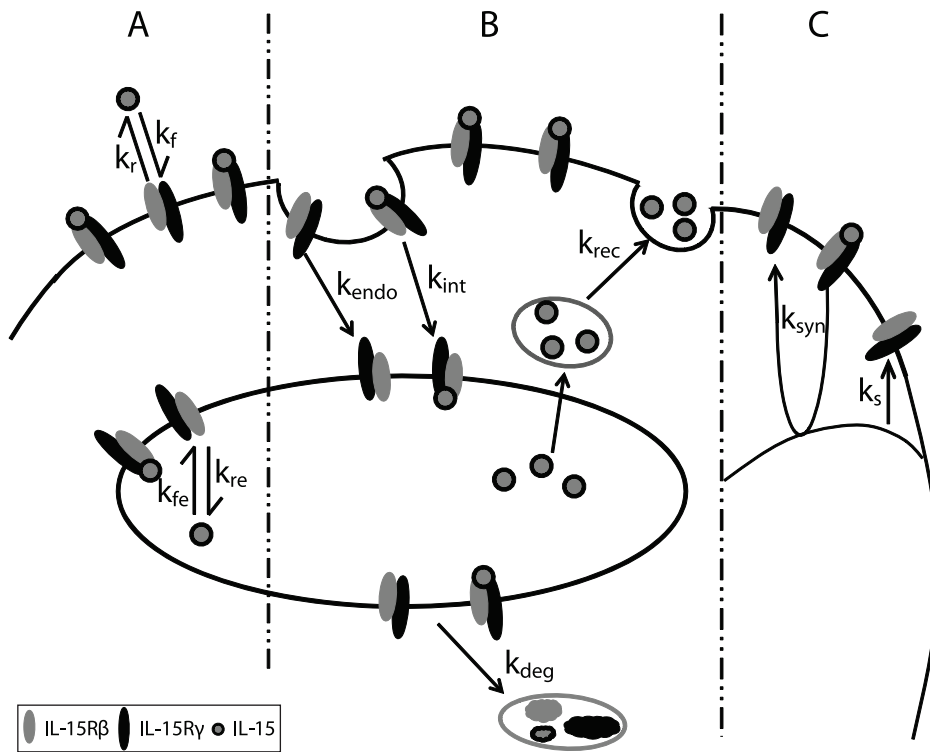 A
B
C
kf
kr
kendo
kint
krec
ksyn
ks
kfe
kre
kdeg
IL-15Rβ IL-15Rγ IL-15